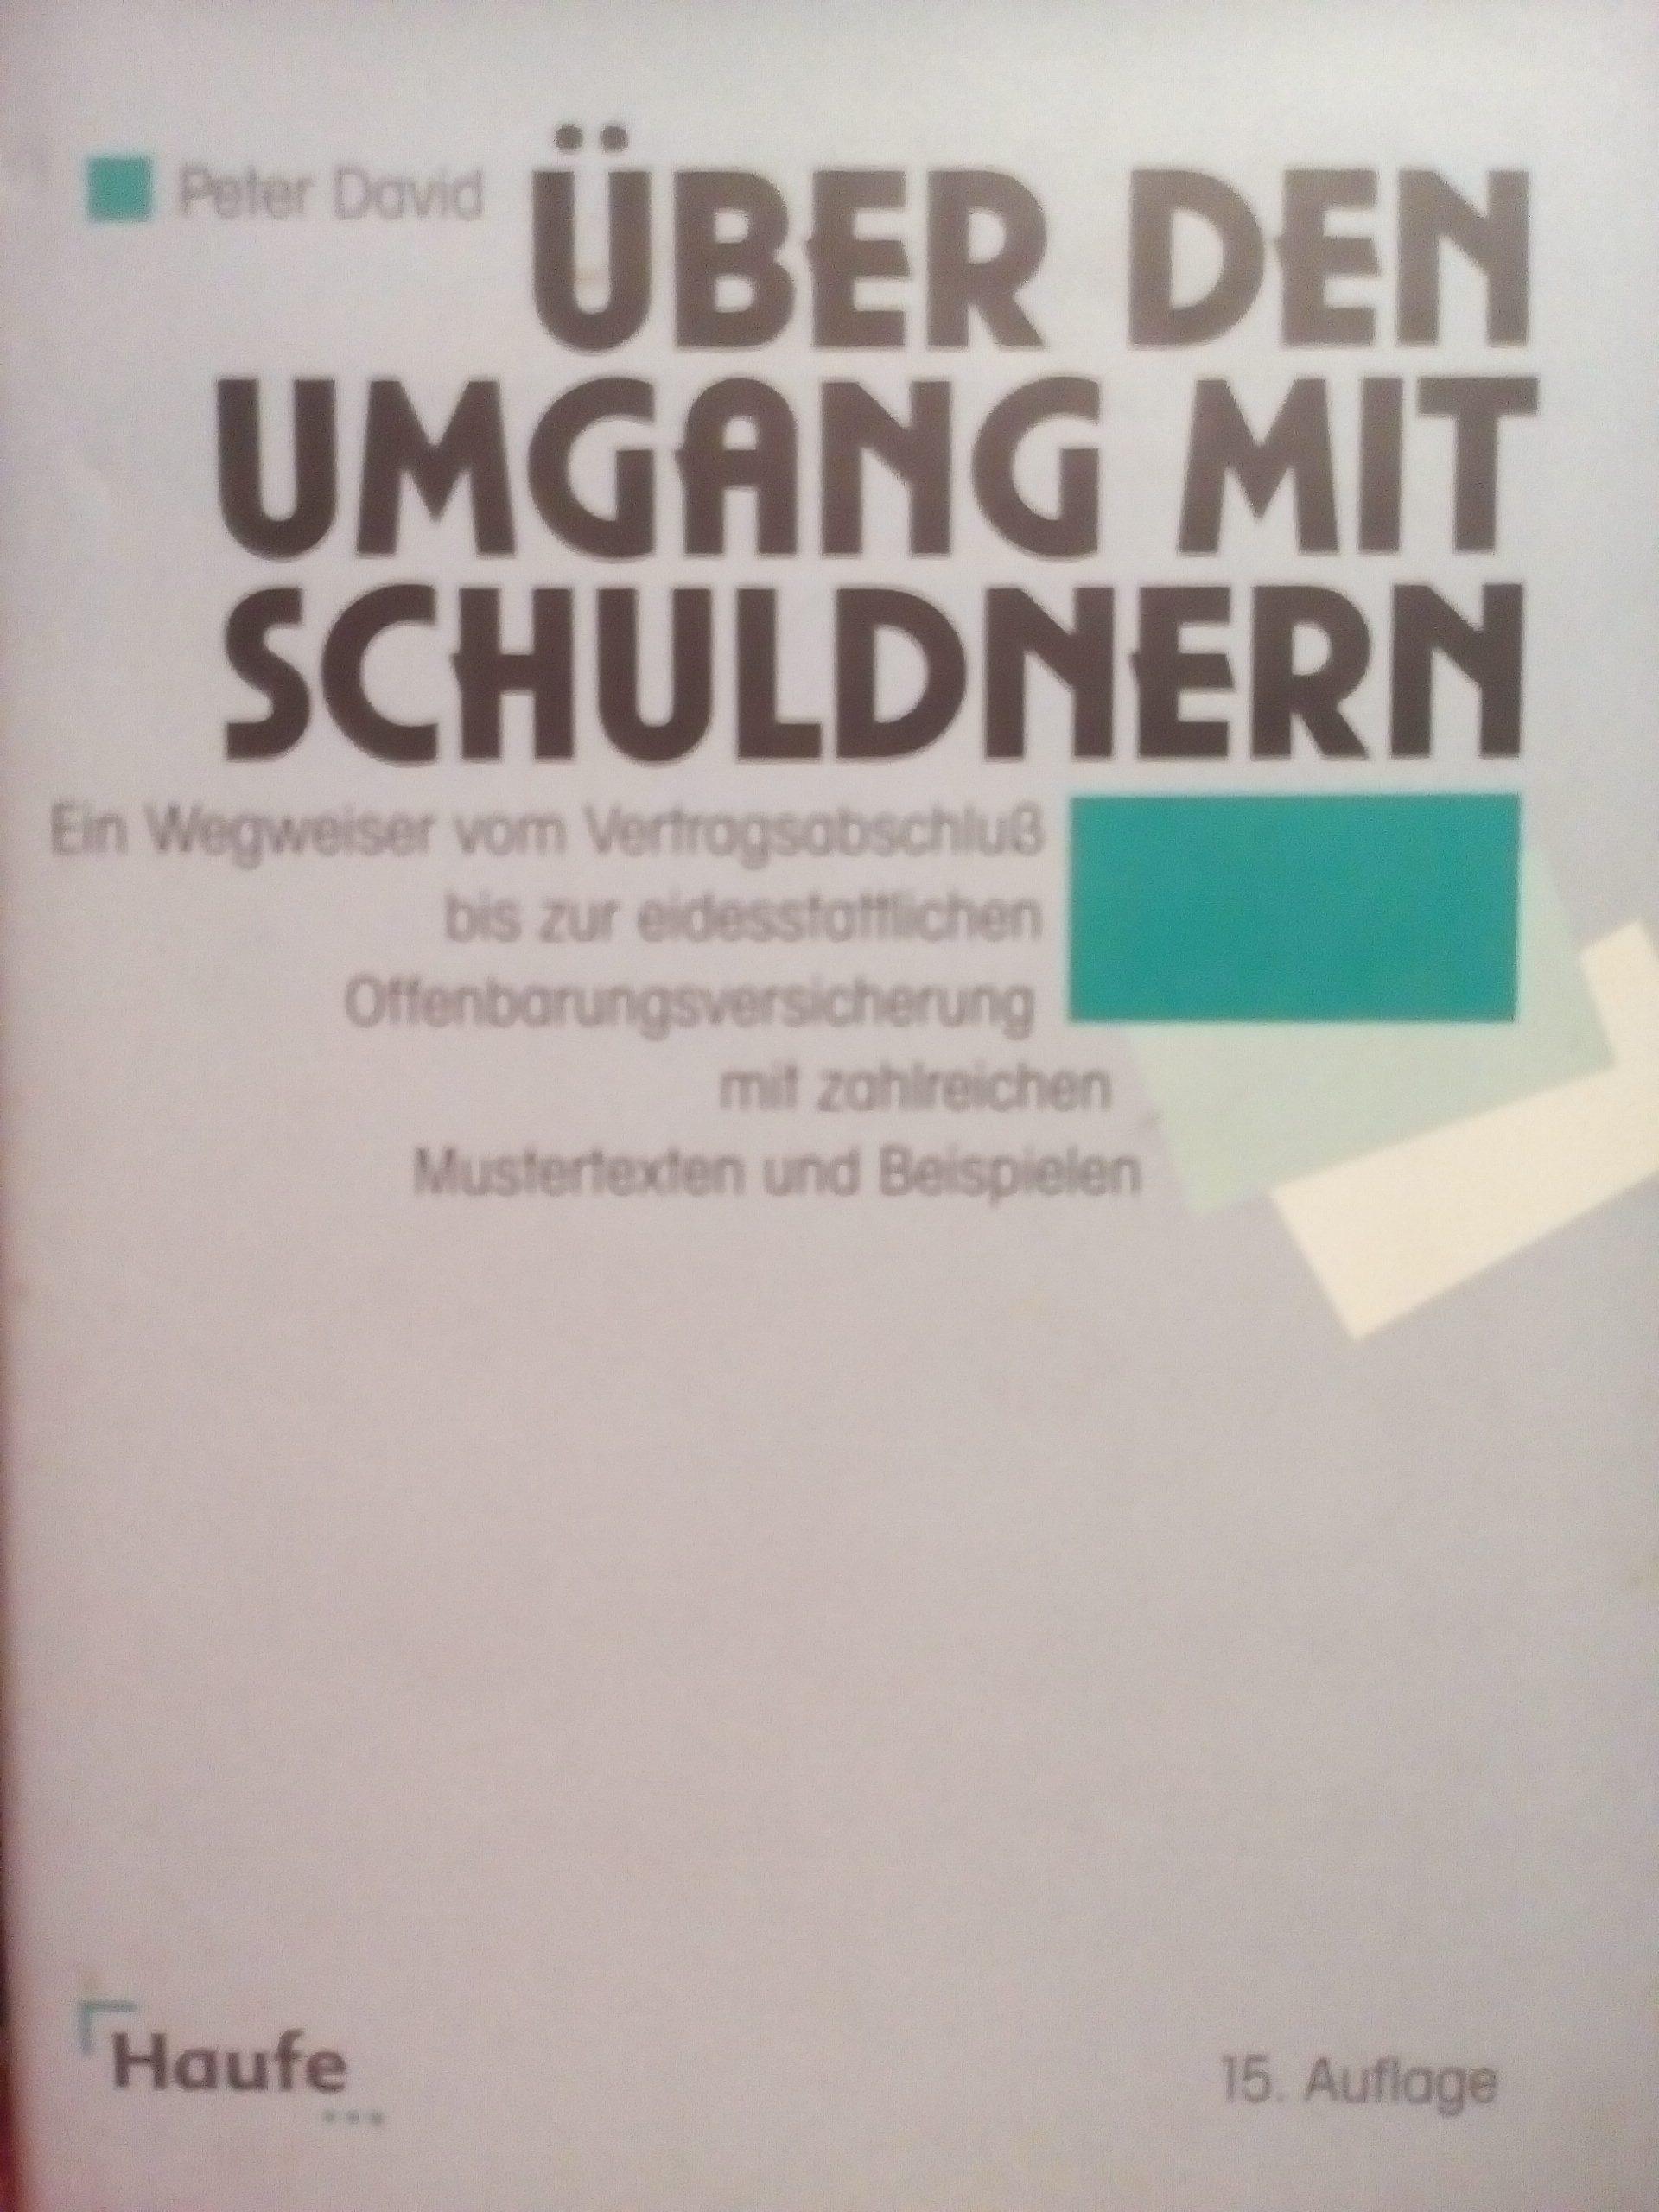 Peter David
ÜBER DEN
UMGANG MIT
SCHULDNERN
Ein Wegweiser vom Vertragsabschluß
bis zur eidesstattlichen
Offenbarungsversicherung
mit zahlreichen
Mustertexten und Beispielen
Haufe
15. Auflage